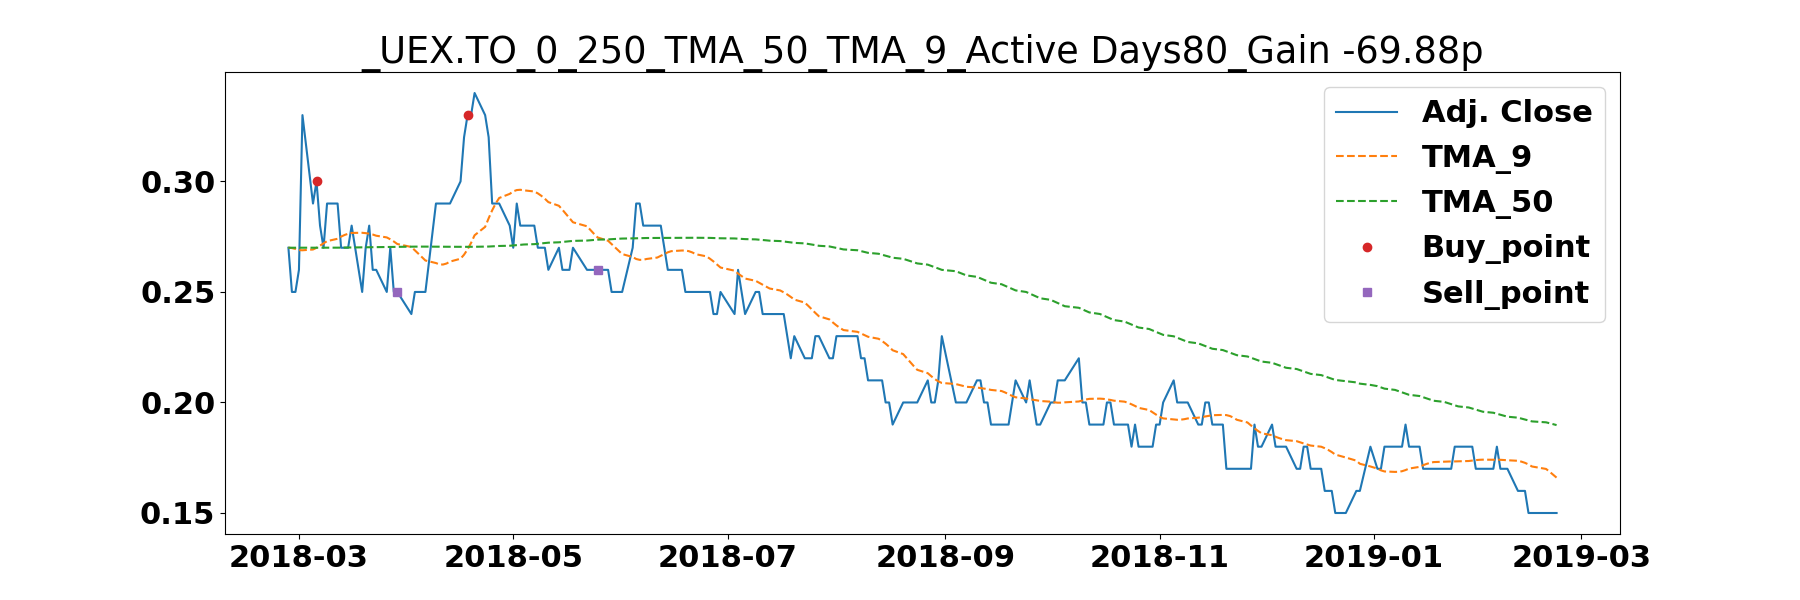 _UEX.TO_0_250_TMA_50_TMA_9_Active Days80_Gain -69.88p
Adj. Close
TMA_9
TMA_50
Buy_point
Sell_point
0.30
0.25
0.20
0.15
2018-03 2018-05 2018-07 2018-09 2018-11 2019-01 2019-03